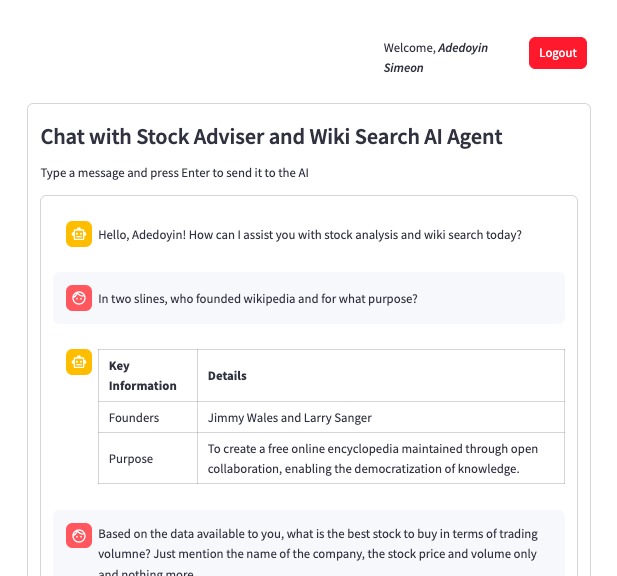 Welcome, Adedoyin
Simeon
Logout
Chat with Stock Adviser and Wiki Search AI Agent
Type a message and press Enter to send it to the AI
Hello, Adedoyin! How can I assist you with stock analysis and wiki search today?
In two slines, who founded wikipedia and for what purpose?
Key
Information
Details
Founders
Jimmy Wales and Larry Sanger
Purpose
To create a free online encyclopedia maintained through open
collaboration, enabling the democratization of knowledge.
Based on the data available to you, what is the best stock to buy in terms of trading
volumne? Just mention the name of the company, the stock price and volume only
and nothing more